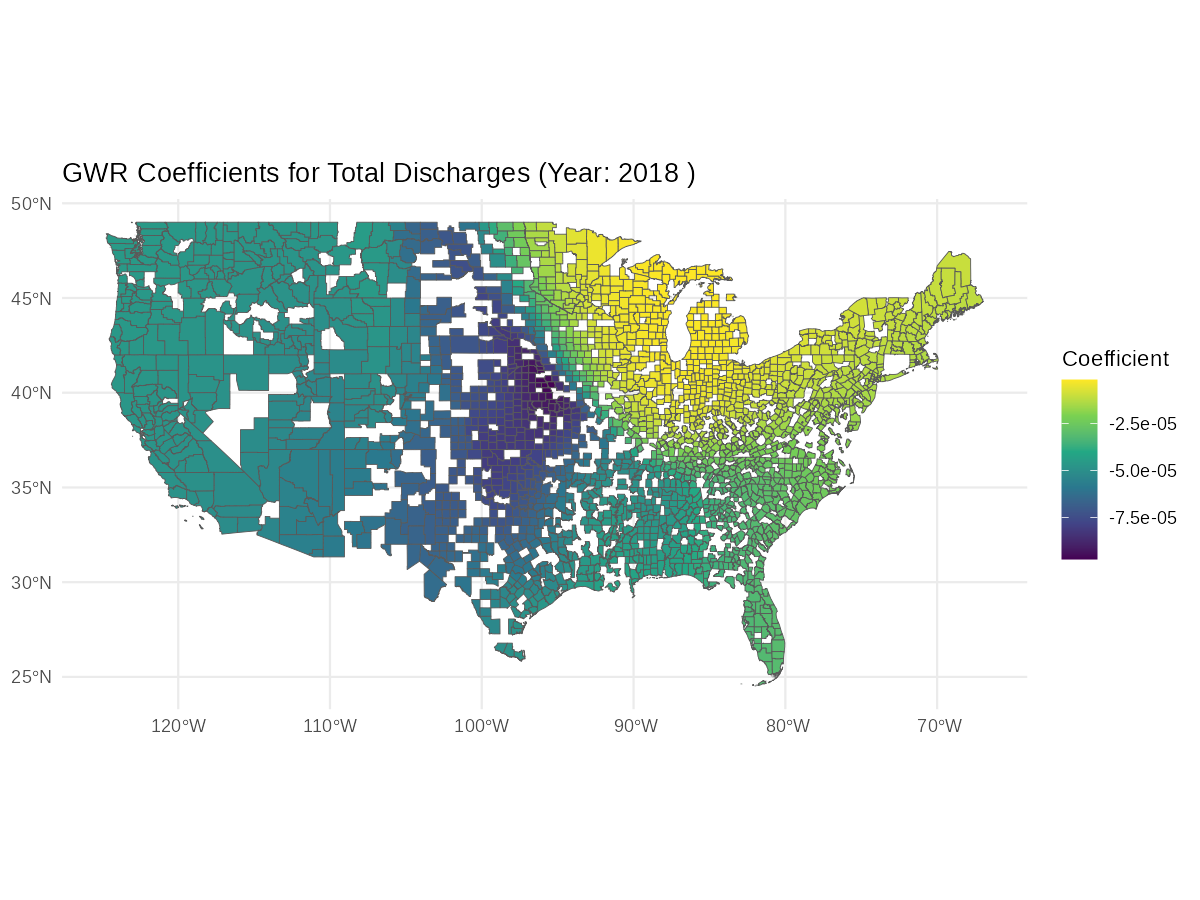 GWR Coefficients for Total Discharges (Year: 2018 )
50°N
45°N
40°N
35°N
30°N
25°N
120°W 110°W 100°W 90°W 80°W 70°W
Coefficient
-2.5e-05
-5.0e-05
-7.5e-05